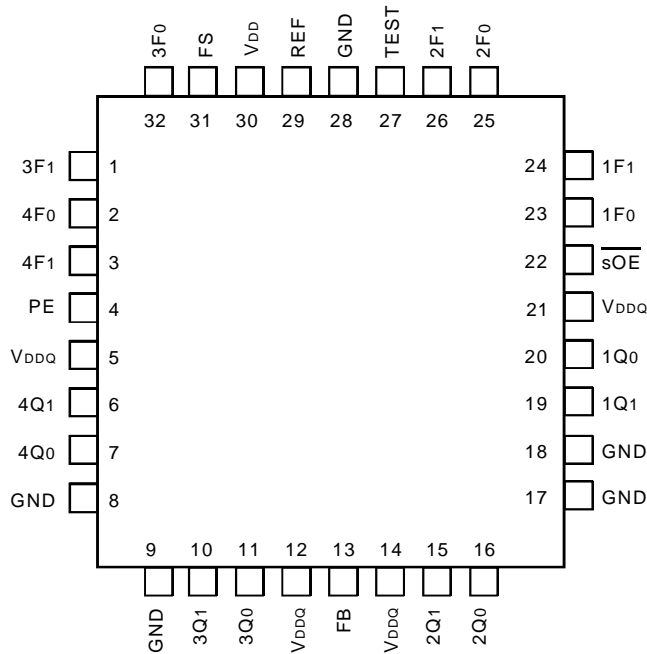 3F0 FS VDD REF GND TEST 2F1 2F0
32 31 30 29 28 27 26 25
3F1 1 24 1F1
4F0 2 23 1F0
4F1 3 22 sOE
PE 4 21 VDDQ
VDDQ 5 20 1Q0
4Q1 6 19 1Q1
4Q0 7 18 GND
GND 8 17 GND
9 10 11 12 13 14 15 16
GND 3Q1 3Q0 VDDQ FB VDDQ 2Q1 2Q0